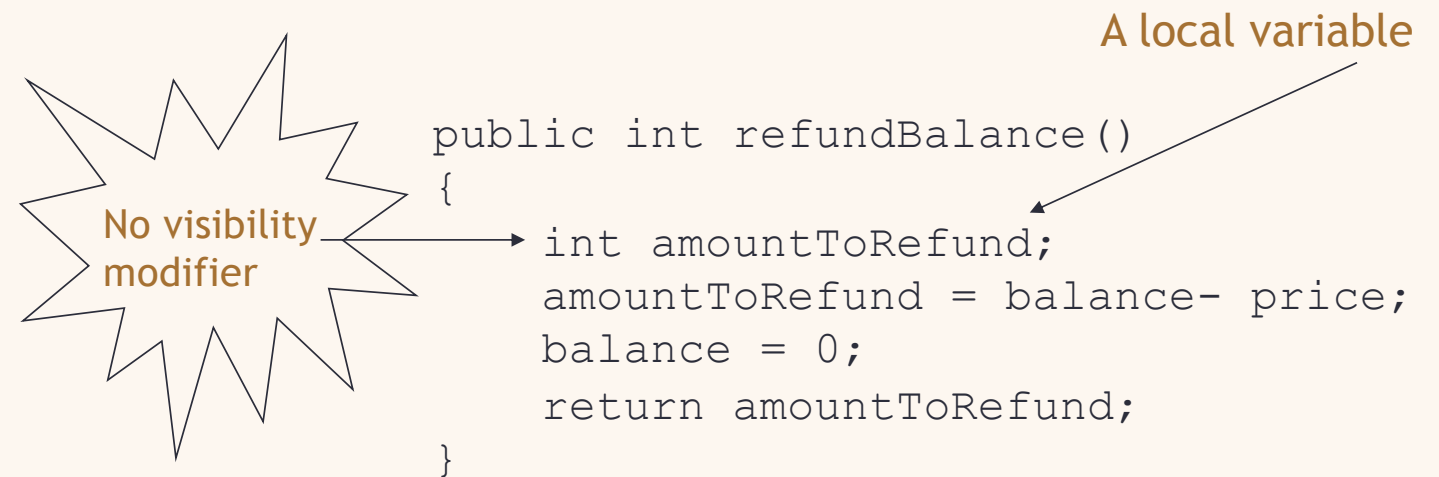 A local variable
public int refundBalance()
{
No visibility
modifier
int amountToRefund;
amountToRefund = balance- price;
balance = 0;
return amountToRefund;
}